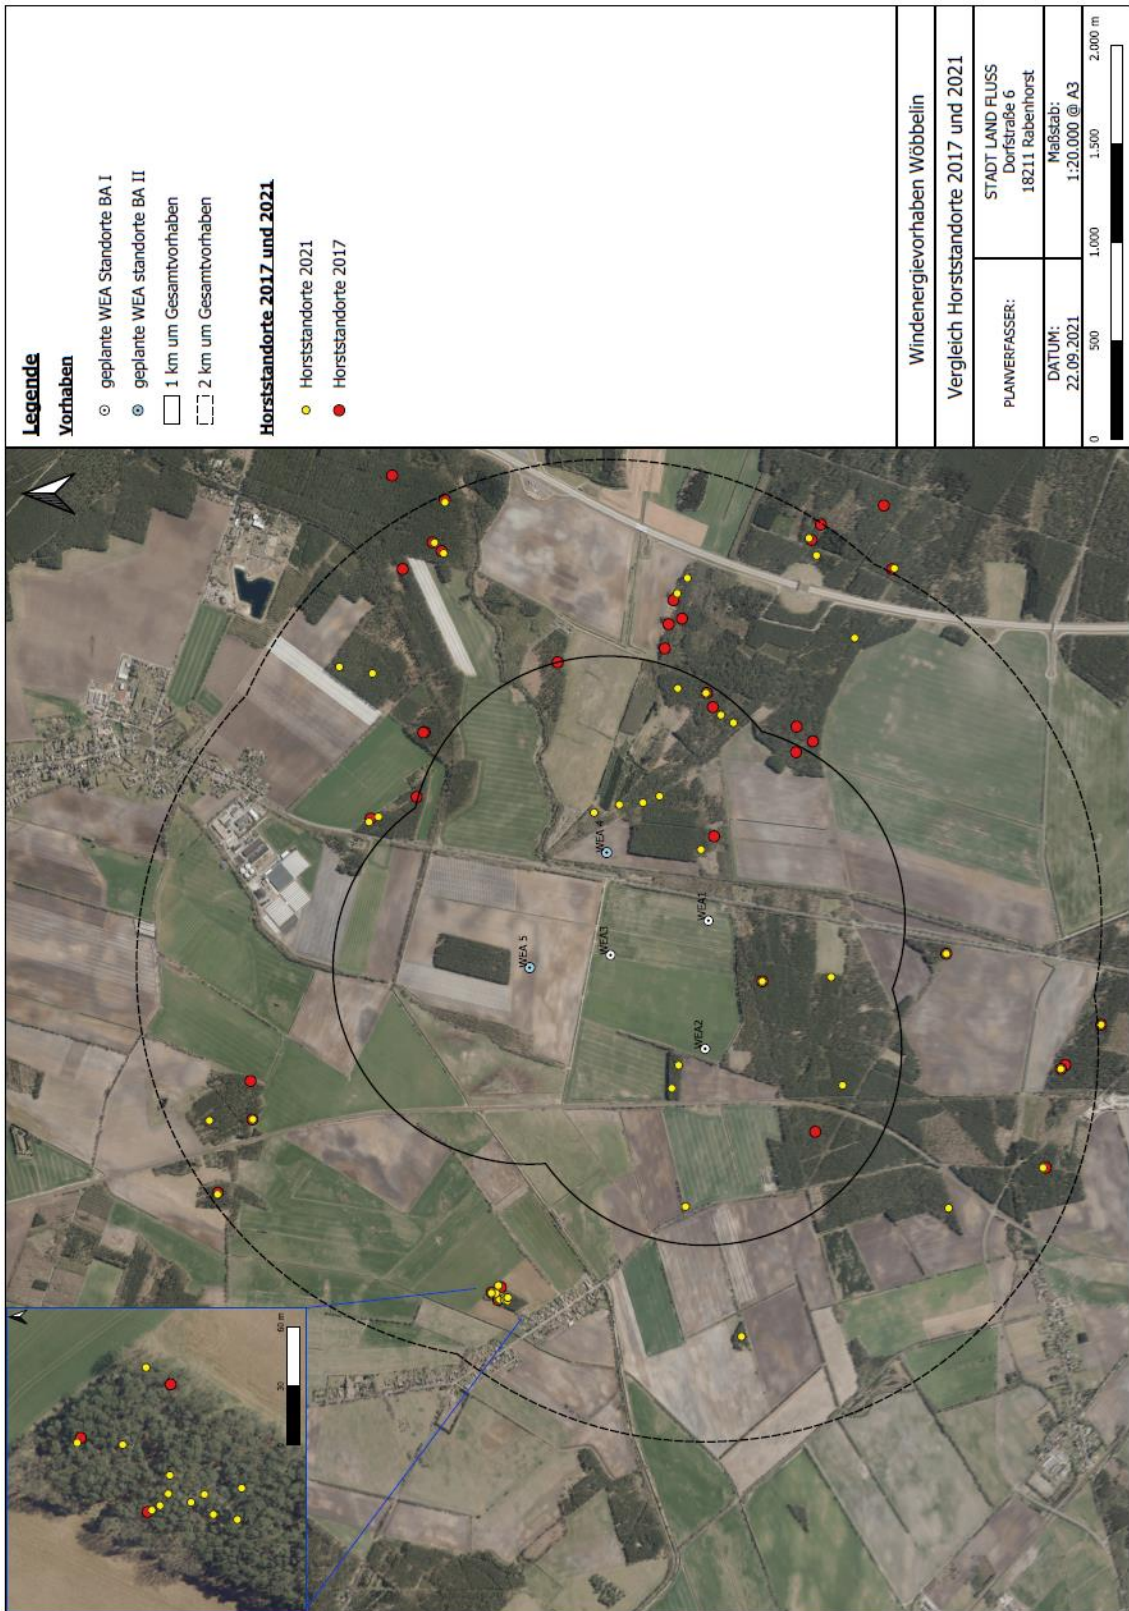 Legende
Vorhaben
geplante WEA Standorte BA I
geplante WEA standorte BA II
1 km um Gesamtvorhaben
2 km um Gesamtvorhaben
Horststandorte 2017 und 2021
Horststandorte 2021
Horststandorte 2017
Windenergievorhaben Wöbbelin
Vergleich Horststandorte 2017 und 2021
PLANVERFASSER:
STADT LAND FLUSS
Dorfstraße 6
18211 Rabenhorst
DATUM:
22.09.2021
Maßstab:
1:20.000 @ A3
0 500 1.000 1.500 2.000 m
WEA 4
WEA 5
WEA3
WEA1
WEA2
30 60 m